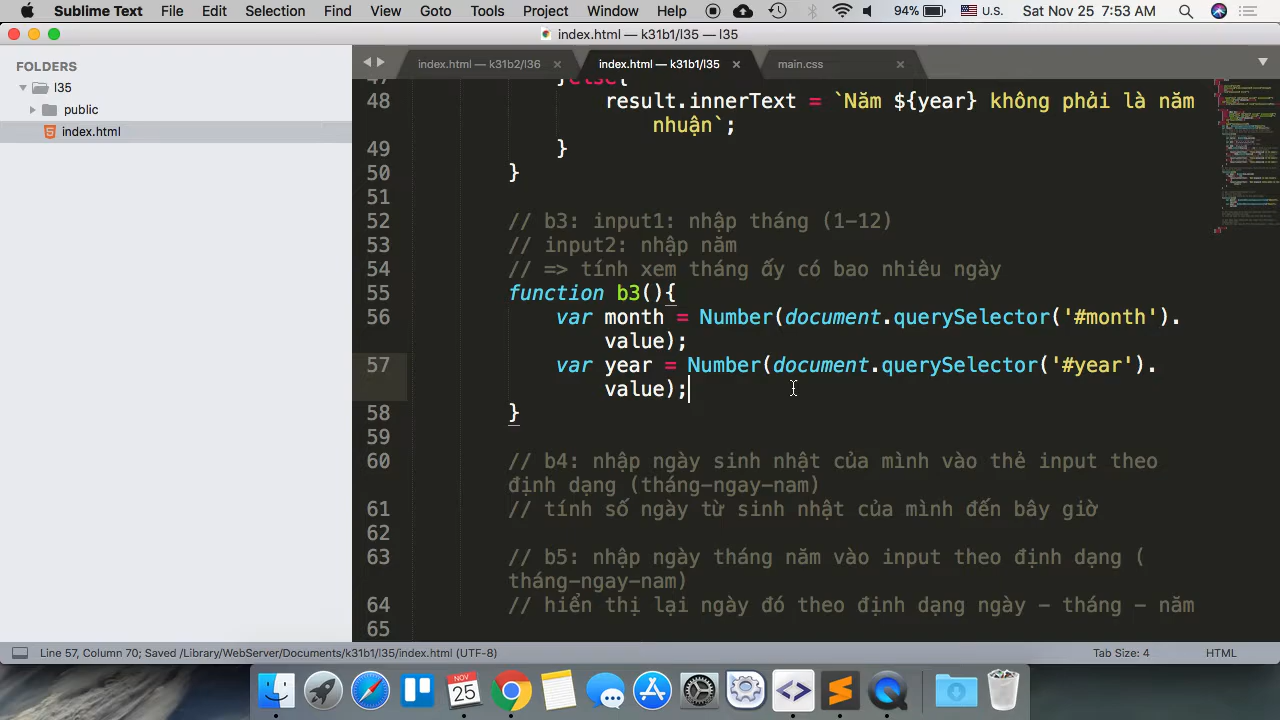 Sublime Text File Edit Selection Find View Goto Tools Project Window Help 94% U.S. Sat Nov 25 7:53 AM
index.html — k31b1/l35 — l35
FOLDERS
l35
public
index.html
index.html — k31b2/l36 × index.html — k31b1/l35 × main.css ×
47 }else{
48 result.innerText = `Năm ${year} không phải là năm
nhuận`;
49 }
50 }
51
52 // b3: input1: nhập tháng (1-12)
53 // input2: nhập năm
54 // => tính xem tháng ấy có bao nhiêu ngày
55 function b3(){
56 var month = Number(document.querySelector('#month').
value);
57 var year = Number(document.querySelector('#year').
value);
58 }
59
60 // b4: nhập ngày sinh nhật của mình vào thẻ input theo
định dạng (tháng-ngay-nam)
61 // tính số ngày từ sinh nhật của mình đến bây giờ
62
63 // b5: nhập ngày tháng năm vào input theo định dạng (
tháng-ngay-nam)
64 // hiển thị lại ngày đó theo định dạng ngày - tháng - năm
65
Line 57, Column 70; Saved /Library/WebServer/Documents/k31b1/l35/index.html (UTF-8) Tab Size: 4 HTML
NOV
25